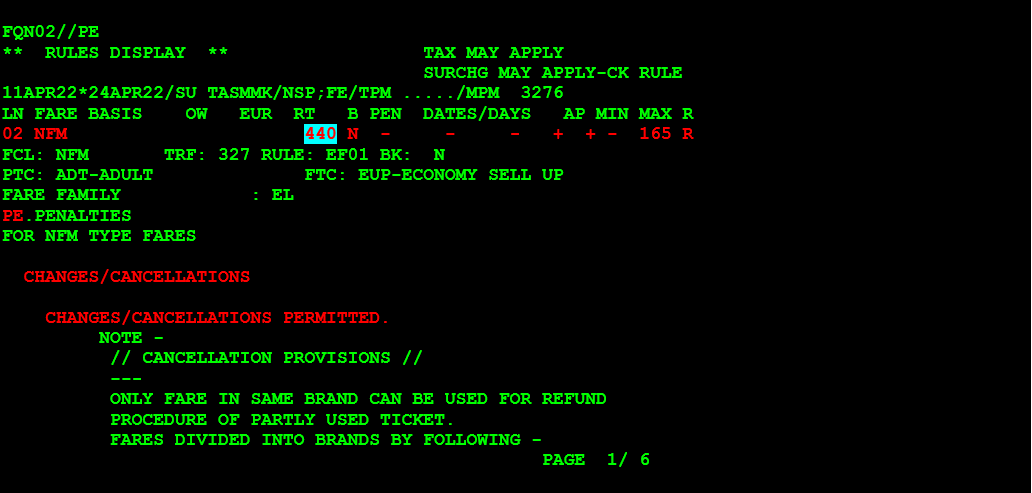 FQN02//PE
**  RULES DISPLAY  **                  TAX MAY APPLY
                                       SURCHG MAY APPLY-CK RULE
11APR22*24APR22/SU TASMMK/NSP;FE/TPM ...../MPM  3276
LN FARE BASIS    OW   EUR  RT   B PEN  DATES/DAYS   AP MIN MAX R
02 NFM                      440 N  -     -     -   +  + -  165 R
FCL: NFM       TRF: 327 RULE: EF01 BK:  N
PTC: ADT-ADULT              FTC: EUP-ECONOMY SELL UP
FARE FAMILY            : EL
PE.PENALTIES
FOR NFM TYPE FARES
  CHANGES/CANCELLATIONS
    CHANGES/CANCELLATIONS PERMITTED.
         NOTE -
          // CANCELLATION PROVISIONS //
          ---
          ONLY FARE IN SAME BRAND CAN BE USED FOR REFUND
          PROCEDURE OF PARTLY USED TICKET.
          FARES DIVIDED INTO BRANDS BY FOLLOWING -
                                                  PAGE  1/ 6